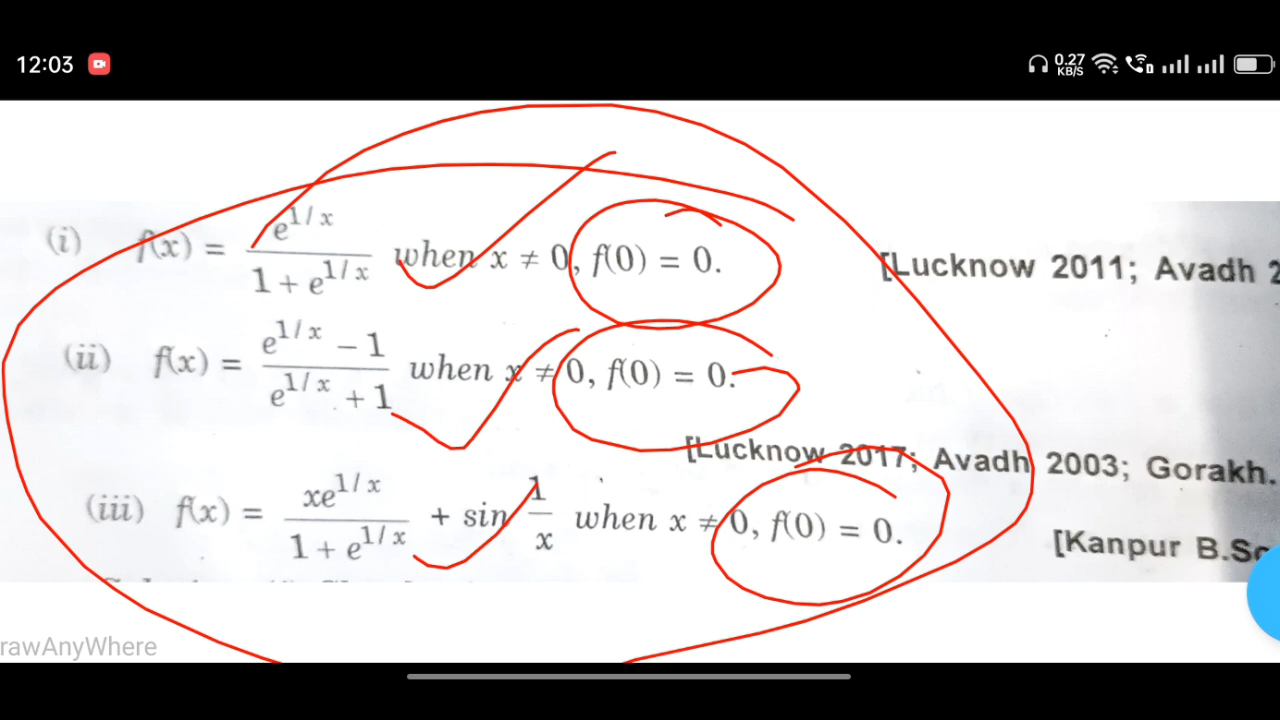 12:03 0.27 KB/S
(i) f(x) = e^{1/x} / (1 + e^{1/x}) when x ≠ 0, f(0) = 0.
[Lucknow 2011; Avadh 2
(ii) f(x) = (e^{1/x} – 1) / (e^{1/x} + 1) when x ≠ 0, f(0) = 0.
[Lucknow 2017; Avadh 2003; Gorakh.
(iii) f(x) = xe^{1/x} / (1 + e^{1/x}) + sin 1/x when x ≠ 0, f(0) = 0.
[Kanpur B.Sc
rawAnyWhere